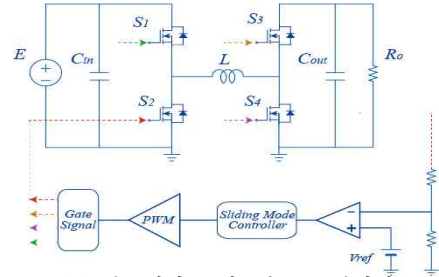 S1
S3
E
Cin
L
Cout
Ro
S2
S4
Gate
Signal
PWM
Sliding Mode
Controller
Vref